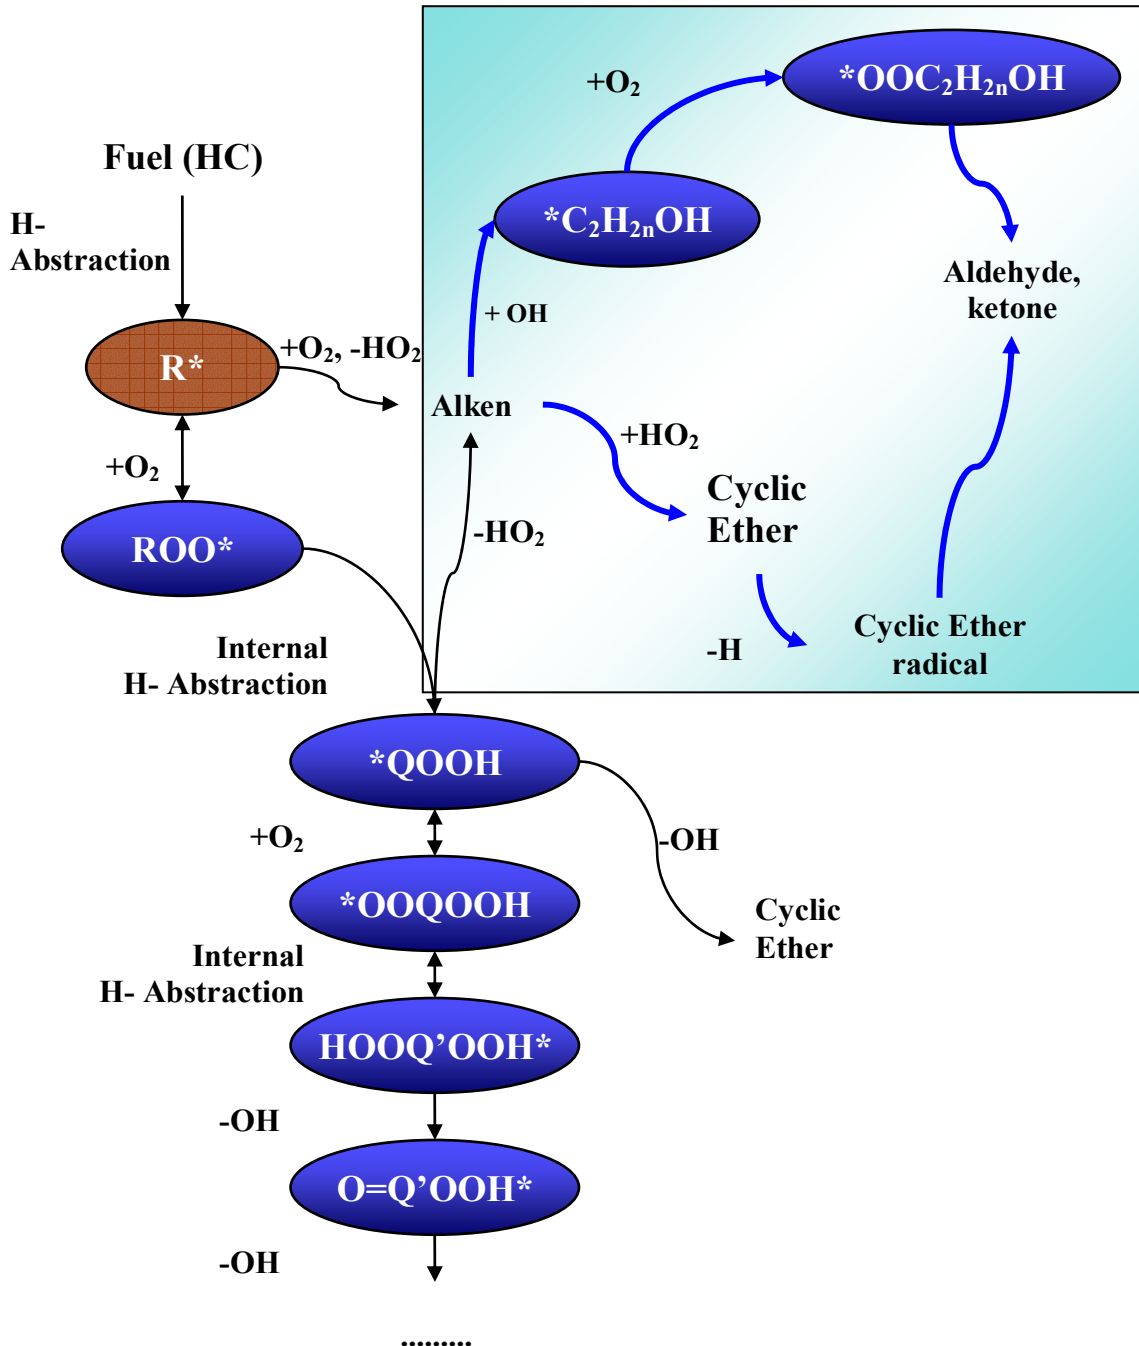 +O₂
*OOC₂H₂ₙOH
Fuel (HC)
H-
Abstraction
*C₂H₂ₙOH
Aldehyde,
ketone
+ OH
R*
+O₂, -HO₂
Alken
+HO₂
+O₂
Cyclic
Ether
ROO*
-HO₂
Internal
H- Abstraction
-H
Cyclic Ether
radical
*QOOH
+O₂
-OH
*OOQOOH
Cyclic
Ether
Internal
H- Abstraction
HOOQ’OOH*
-OH
O=Q’OOH*
-OH
.........